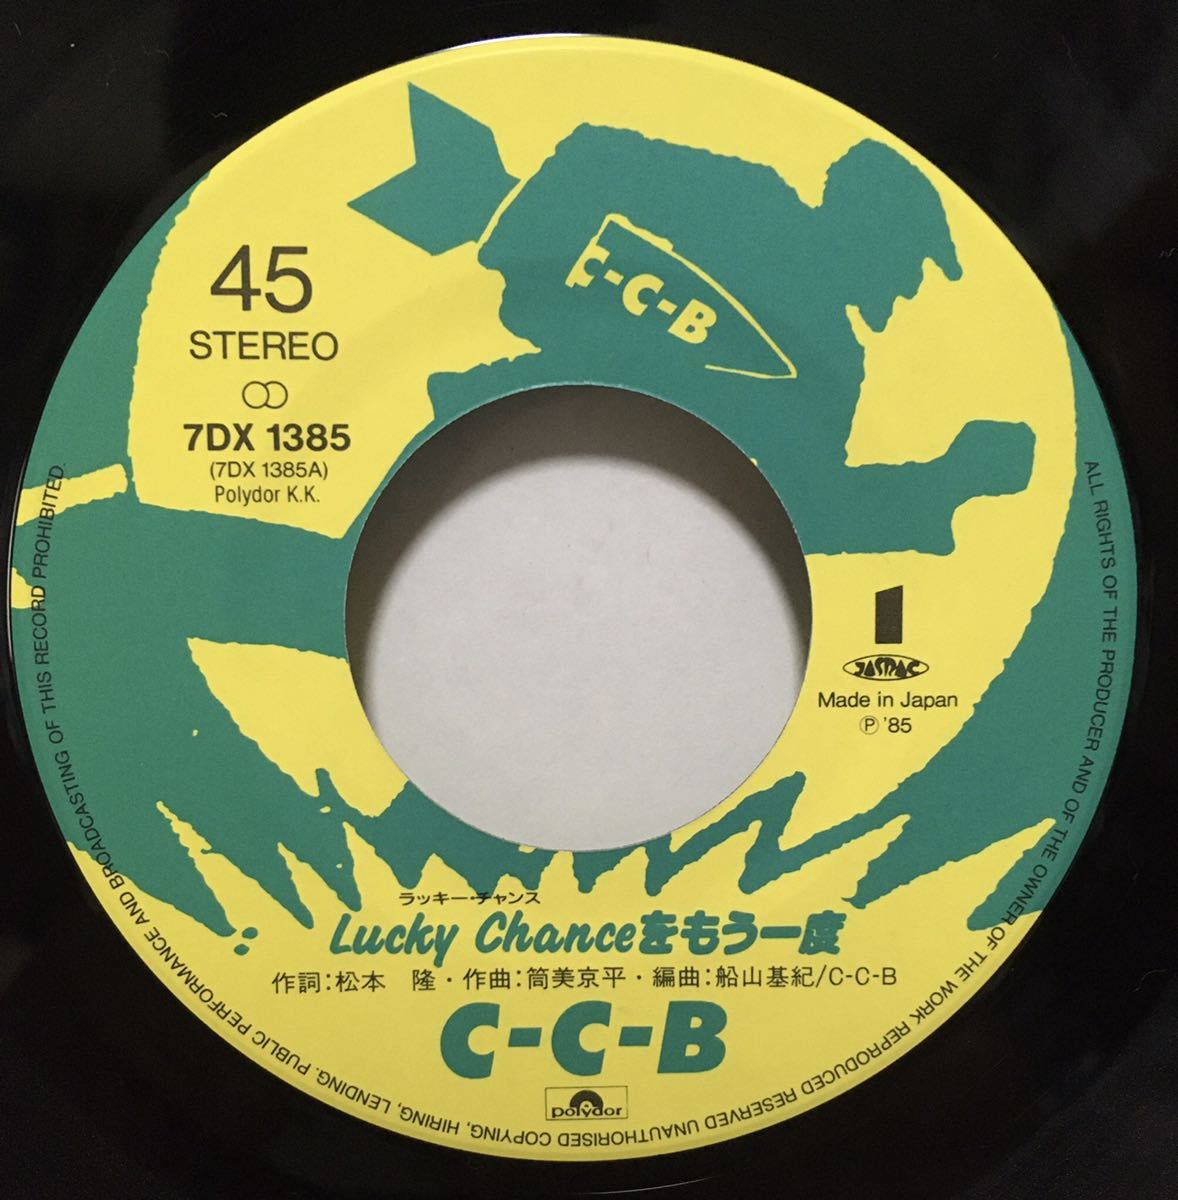 C-C-B
45
STEREO
7DX 1385
(7DX 1385A)
Polydor K.K.
1
JASRAC
Made in Japan
Ⓟ '85
ラッキー・チャンス
Lucky Chanceをもう一度
作詞:松本 隆・作曲:筒美京平・編曲:船山基紀/C-C-B
C-C-B
polydor
ALL RIGHTS OF THE PRODUCER AND OF THE OWNER OF THE WORK REPRODUCED RESERVED UNAUTHORISED COPYING, HIRING, LENDING, PUBLIC PERFORMANCE AND BROADCASTING OF THIS RECORD PROHIBITED.